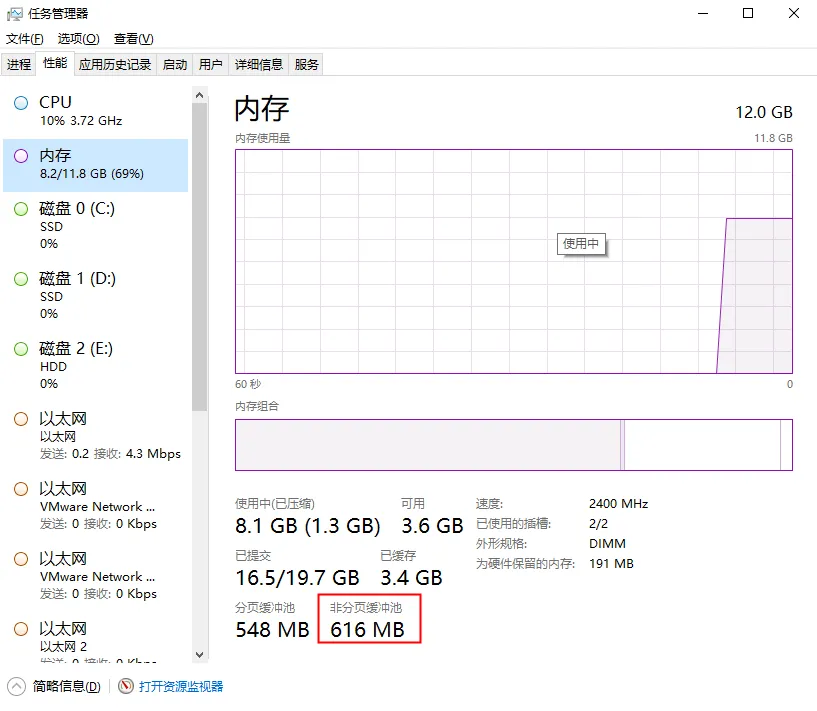 任务管理器
文件(F) 选项(O) 查看(V)
进程 性能 应用历史记录 启动 用户 详细信息 服务
CPU
10% 3.72 GHz
内存
8.2/11.8 GB (69%)
磁盘 0 (C:)
SSD
0%
磁盘 1 (D:)
SSD
0%
磁盘 2 (E:)
HDD
0%
以太网
以太网
发送: 0.2 接收: 4.3 Mbps
以太网
VMware Network ...
发送: 0 接收: 0 Kbps
以太网
VMware Network ...
发送: 0 接收: 0 Kbps
以太网
以太网 2
发送: 0 接收: 0 Kbps
内存 12.0 GB
内存使用量 11.8 GB
使用中
60 秒 0
内存组合
使用中(已压缩) 可用
8.1 GB (1.3 GB) 3.6 GB
已提交 已缓存
16.5/19.7 GB 3.4 GB
分页缓冲池 非分页缓冲池
548 MB 616 MB
速度: 2400 MHz
已使用的插槽: 2/2
外形规格: DIMM
为硬件保留的内存: 191 MB
简略信息(D) 打开资源监视器